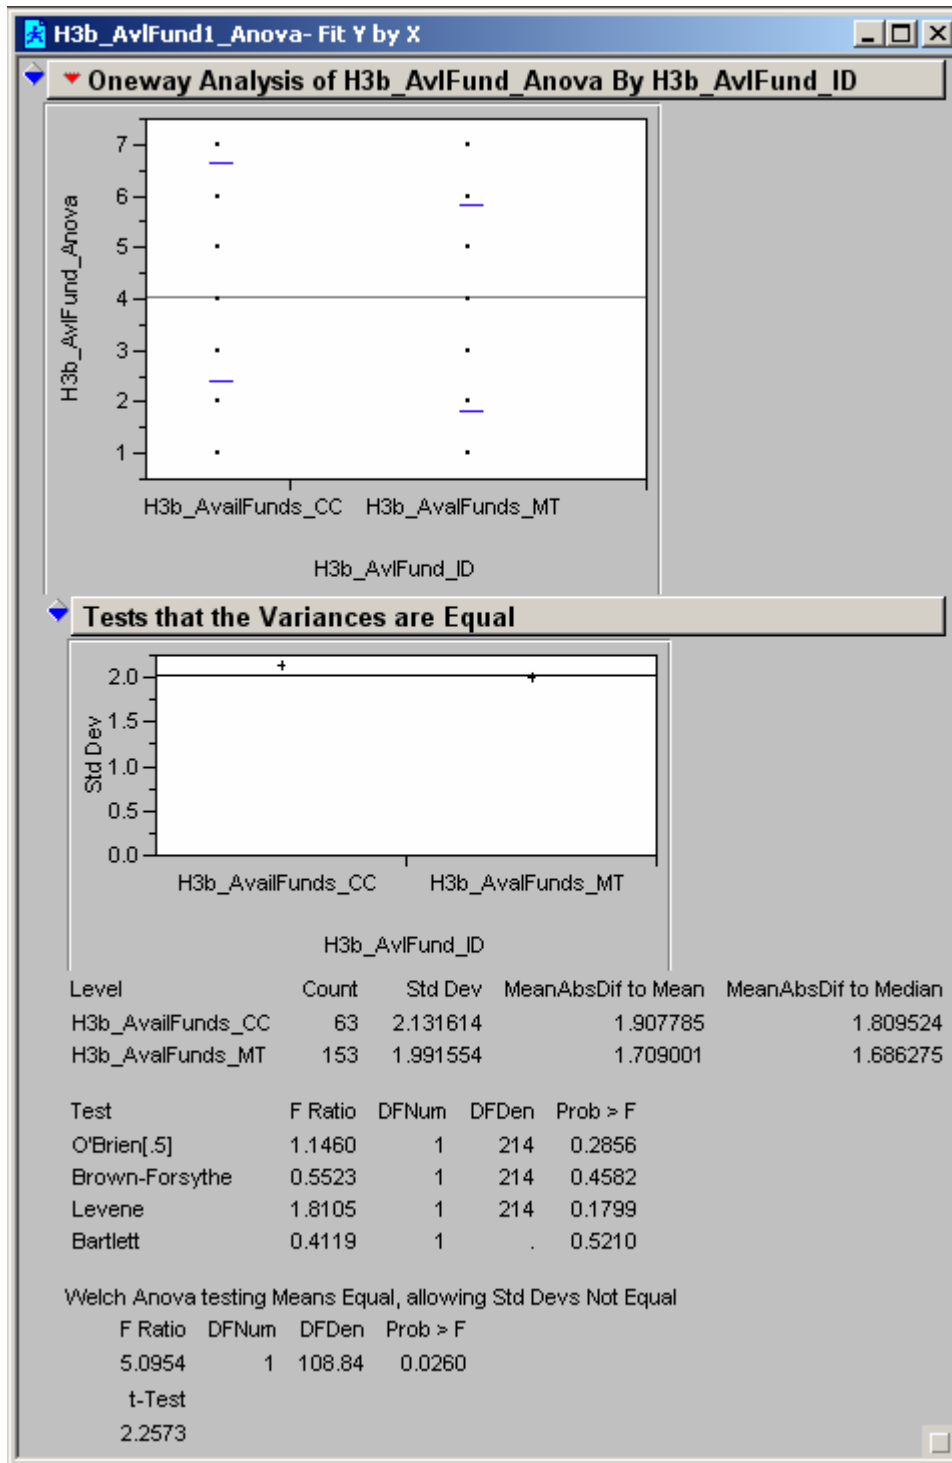 H3b_AvlFund1_Anova- Fit Y by X
Oneway Analysis of H3b_AvlFund_Anova By H3b_AvlFund_ID
H3b_AvlFund_Anova
7
6
5
4
3
2
1
H3b_AvailFunds_CC H3b_AvalFunds_MT
H3b_AvlFund_ID
Tests that the Variances are Equal
Std Dev
2.0
1.5
1.0
0.5
0.0
H3b_AvailFunds_CC H3b_AvalFunds_MT
H3b_AvlFund_ID
Level Count Std Dev MeanAbsDif to Mean MeanAbsDif to Median
H3b_AvailFunds_CC 63 2.131614 1.907785 1.809524
H3b_AvalFunds_MT 153 1.991554 1.709001 1.686275
Test F Ratio DFNum DFDen Prob > F
O'Brien[.5] 1.1460 1 214 0.2856
Brown-Forsythe 0.5523 1 214 0.4582
Levene 1.8105 1 214 0.1799
Bartlett 0.4119 1 . 0.5210
Welch Anova testing Means Equal, allowing Std Devs Not Equal
F Ratio DFNum DFDen Prob > F
5.0954 1 108.84 0.0260
t-Test
2.2573